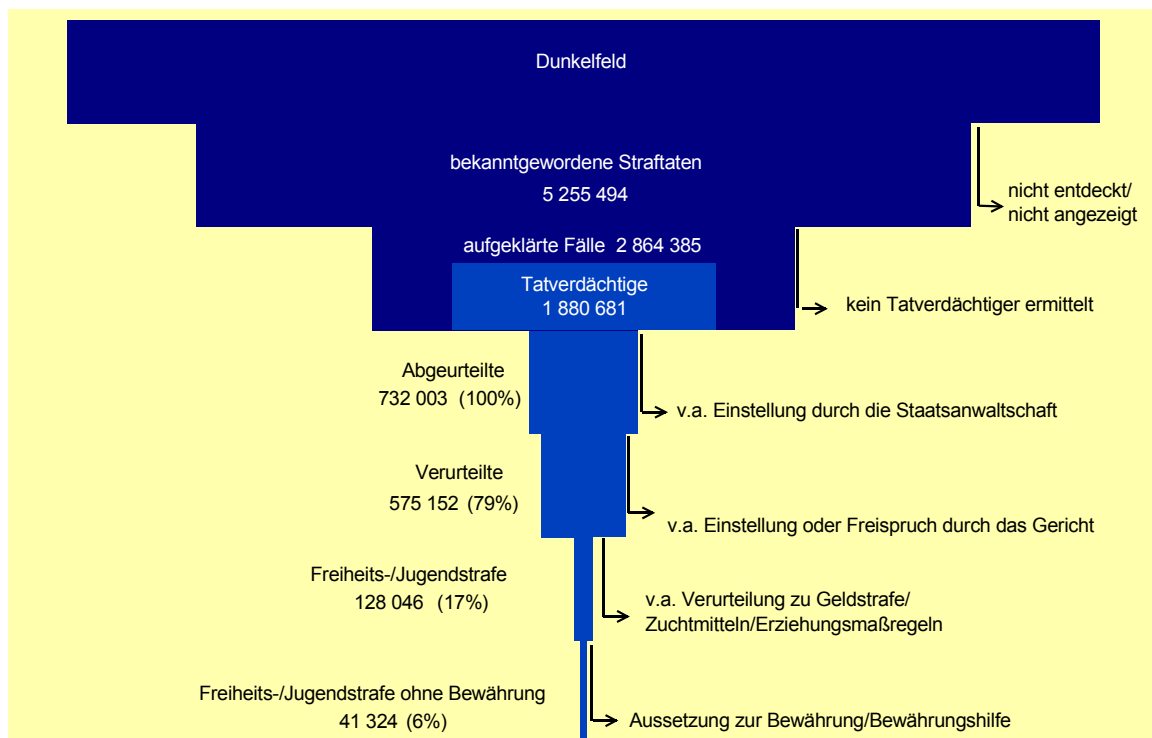 Dunkelfeld
bekanntgewordene Straftaten
5 255 494
nicht entdeckt/
nicht angezeigt
aufgeklärte Fälle 2 864 385
Tatverdächtige
1 880 681
kein Tatverdächtiger ermittelt
Abgeurteilte
732 003 (100%)
v.a. Einstellung durch die Staatsanwaltschaft
Verurteilte
575 152 (79%)
v.a. Einstellung oder Freispruch durch das Gericht
Freiheits-/Jugendstrafe
128 046 (17%)
v.a. Verurteilung zu Geldstrafe/
Zuchtmitteln/Erziehungsmaßregeln
Freiheits-/Jugendstrafe ohne Bewährung
41 324 (6%)
Aussetzung zur Bewährung/Bewährungshilfe